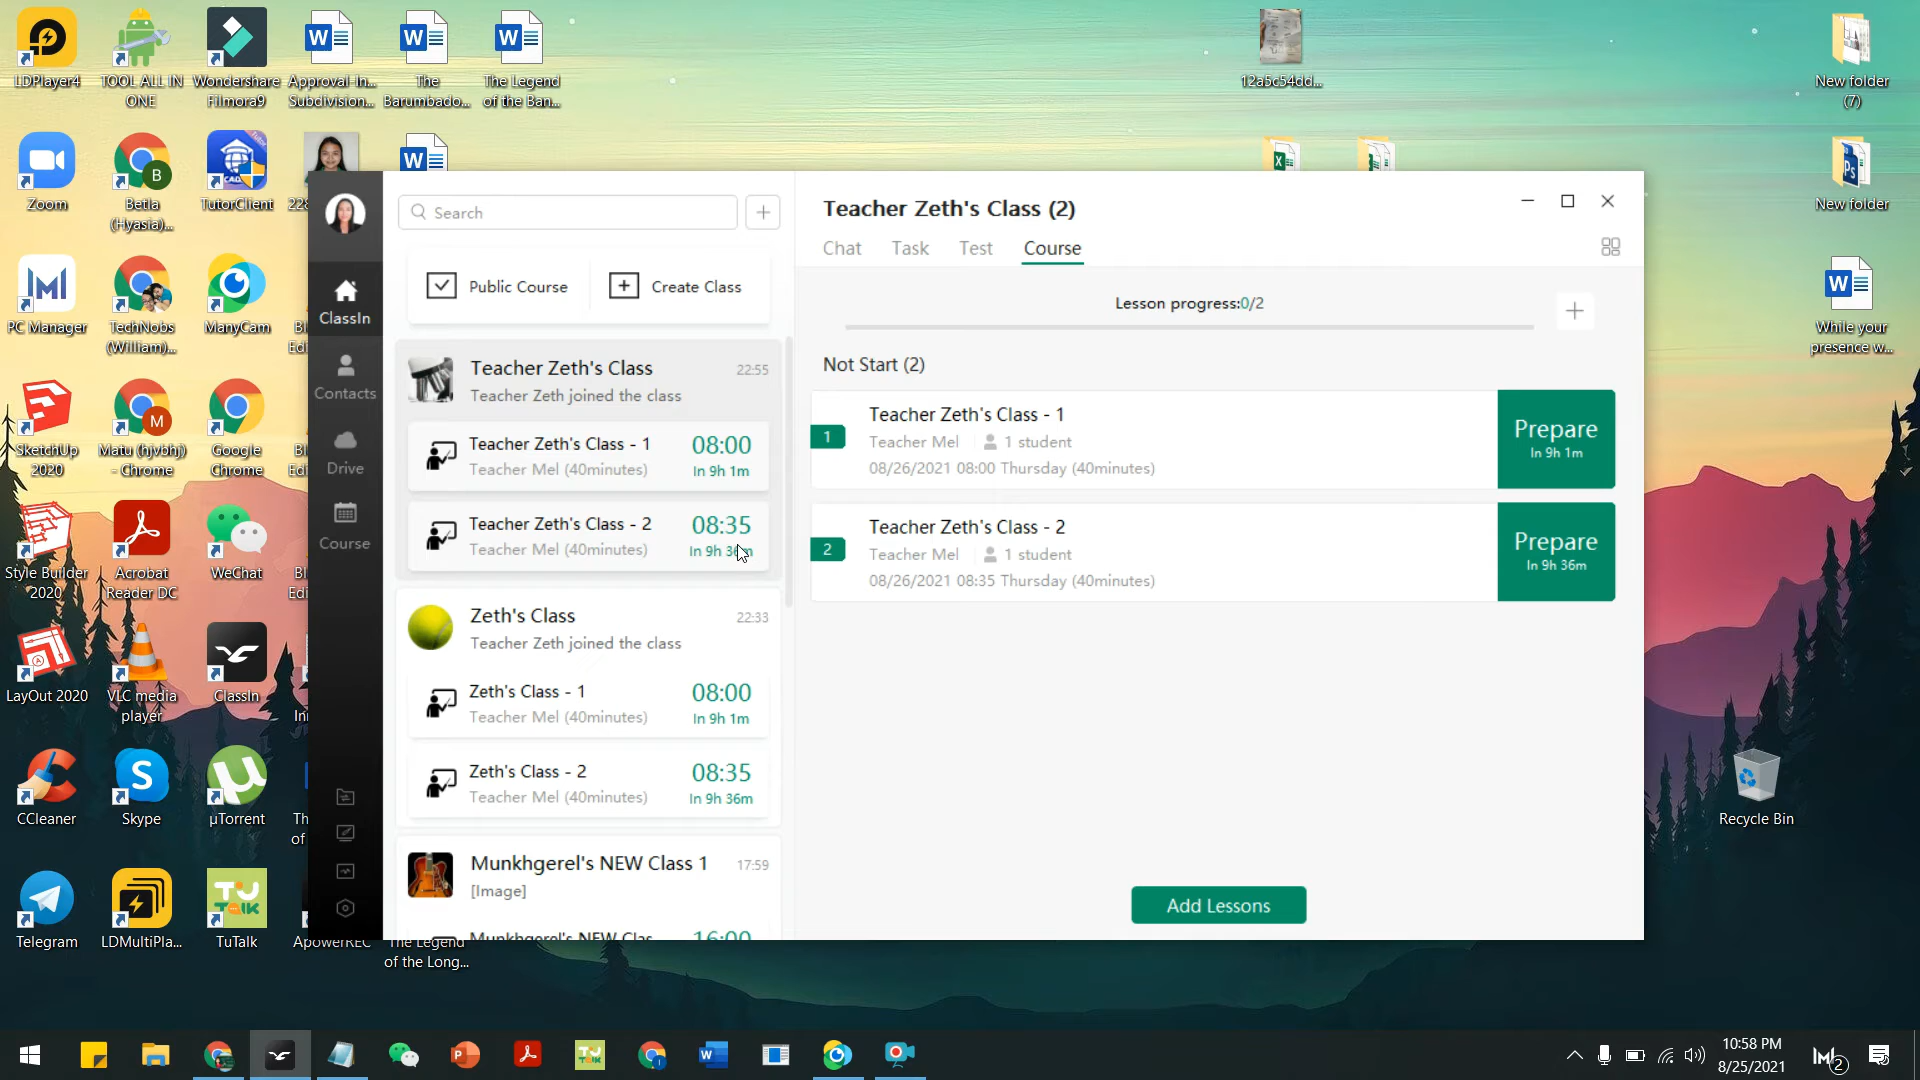 LDPlayer4
TOOL ALL IN
ONE
Wondershare
Filmora9
Approval-in...
Subdivision...
The
Barumbado...
The Legend
of the Ban...
12a5c54dd...
New folder
(7)
Zoom
Betla
(Hyasia)...
TutorClient
New folder
PC Manager
TechNobs
(William)...
ManyCam
While your
presence w...
SketchUp
2020
Matu (hjvbhj)
- Chrome
Google
Chrome
Style Builder
2020
Acrobat
Reader DC
WeChat
LayOut 2020
VLC media
player
ClassIn
CCleaner
Skype
µTorrent
Telegram
LDMultiPla...
TuTalk
ApowerREC
The Legend
of the Long...
Recycle Bin
ClassIn
Contacts
Drive
Course
Search
Public Course
Create Class
Teacher Zeth's Class
22:55
Teacher Zeth joined the class
Teacher Zeth's Class - 1
08:00
Teacher Mel (40minutes)
In 9h 1m
Teacher Zeth's Class - 2
08:35
Teacher Mel (40minutes)
In 9h 36m
Zeth's Class
22:33
Teacher Zeth joined the class
Zeth's Class - 1
08:00
Teacher Mel (40minutes)
In 9h 1m
Zeth's Class - 2
08:35
Teacher Mel (40minutes)
In 9h 36m
Munkhgerel's NEW Class 1
17:59
[Image]
Munkhgerel's NEW Clas...
16:00
Teacher Zeth's Class (2)
Chat
Task
Test
Course
Lesson progress:0/2
Not Start (2)
1
Teacher Zeth's Class - 1
Teacher Mel
1 student
08/26/2021 08:00 Thursday (40minutes)
Prepare
In 9h 1m
2
Teacher Zeth's Class - 2
Teacher Mel
1 student
08/26/2021 08:35 Thursday (40minutes)
Prepare
In 9h 36m
Add Lessons
10:58 PM
8/25/2021
2